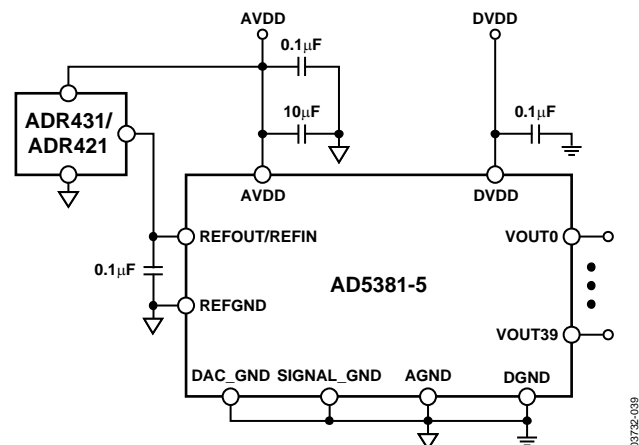 AVDD
DVDD
0.1μF
10μF
0.1μF
ADR431/
ADR421
AVDD
DVDD
REFOUT/REFIN
VOUT0
0.1μF
AD5381-5
REFGND
VOUT39
DAC_GND
SIGNAL_GND
AGND
DGND
03732-039